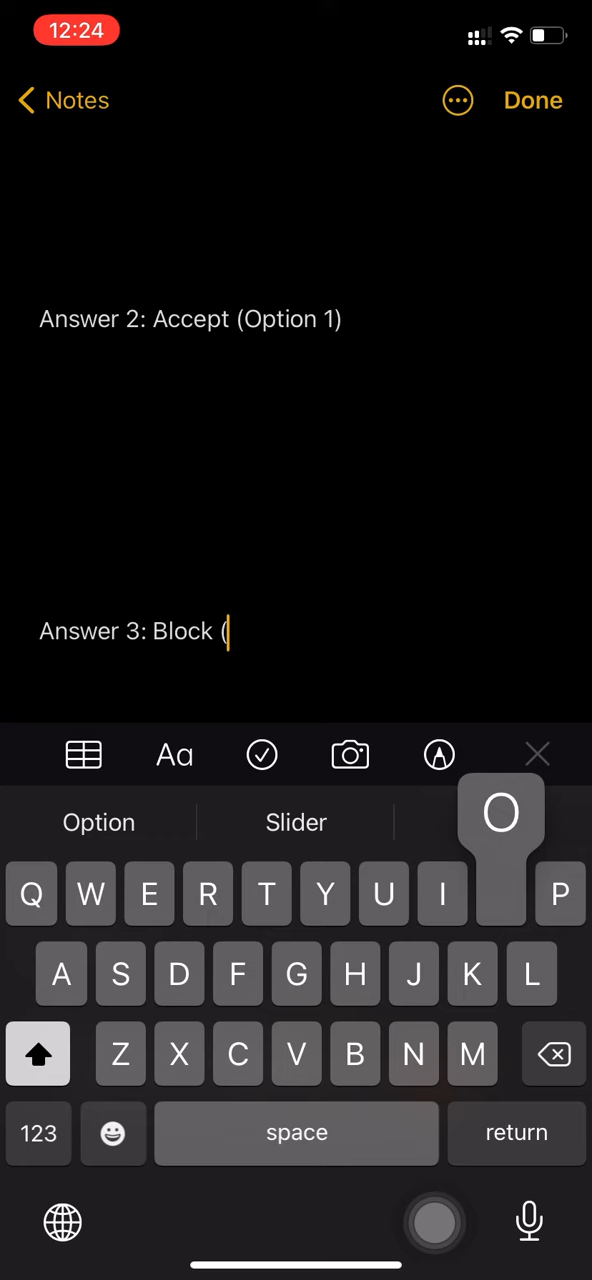 12:24
Notes
Done
Answer 2: Accept (Option 1)
Answer 3: Block (
Aa
Option
Slider
O
Q W E R T Y U I P
A S D F G H J K L
Z X C V B N M
123
space
return